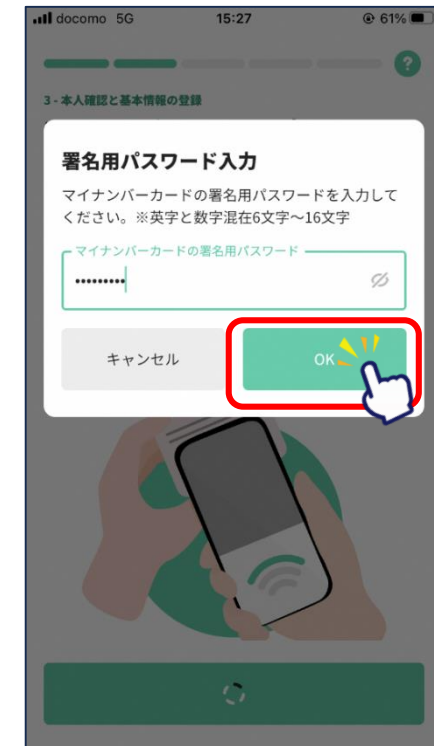 docomo 5G 15:27 61%
?
3 - 本人確認と基本情報の登録
署名用パスワード入力
マイナンバーカードの署名用パスワードを入力して
ください。※英字と数字混在6文字～16文字
マイナンバーカードの署名用パスワード
•••••••••
キャンセル OK